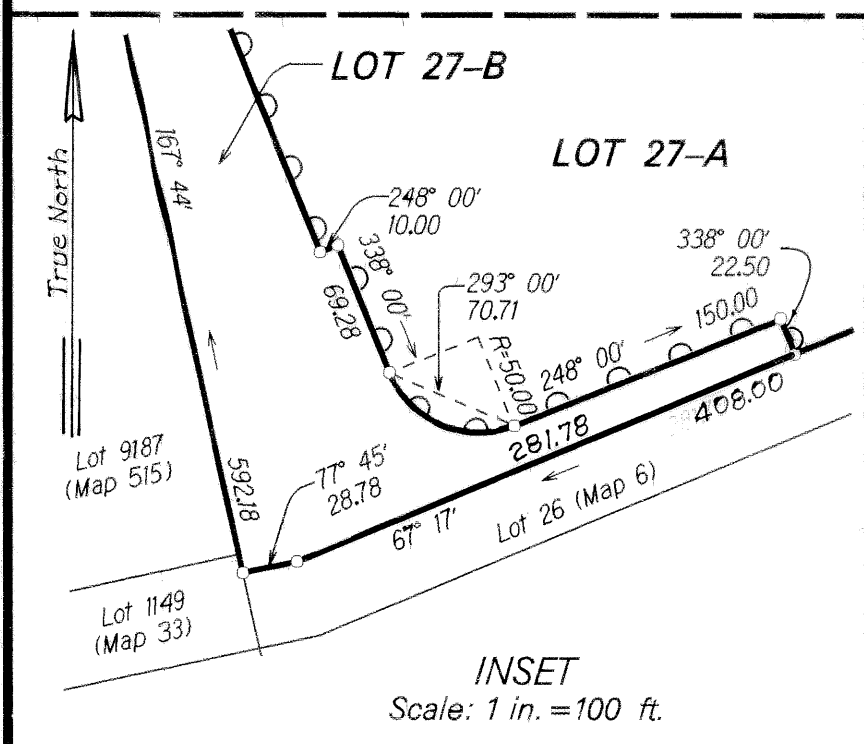 LOT 27-B
LOT 27-A
True North
167° 44'
592.18
248° 00'
10.00
338° 00'
69.28
293° 00'
70.71
R=50.00
248° 00'
150.00
338° 00'
22.50
408.00
281.78
67° 17'
77° 45'
28.78
Lot 9187
(Map 515)
Lot 26 (Map 6)
Lot 1149
(Map 33)
INSET
Scale: 1 in. = 100 ft.